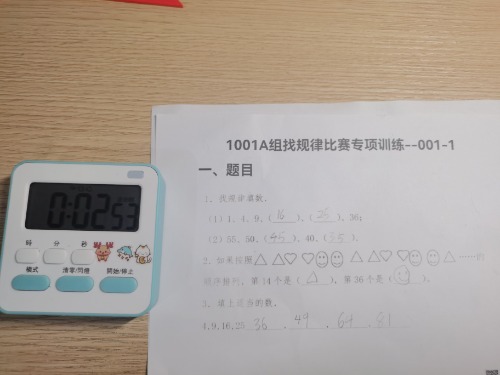 1001A组找规律比赛专项训练--001-1
一、题目
1、找规律填数。
(1) 1、4、9、( 16 )、( 25 )、36;
(2) 55、50、( 45 )、40、( 35 )。
2、如果按照△△♡♡☺☺△△♡♡☺☺△……的
顺序排列，第14个是( △ )，第36个是( ☺ )。
3、填上适当的数。
4,9,16,25 36 , 49 , 64 , 81
0:02 53
时 分 秒
模式 清零/闪灯 開始/停止